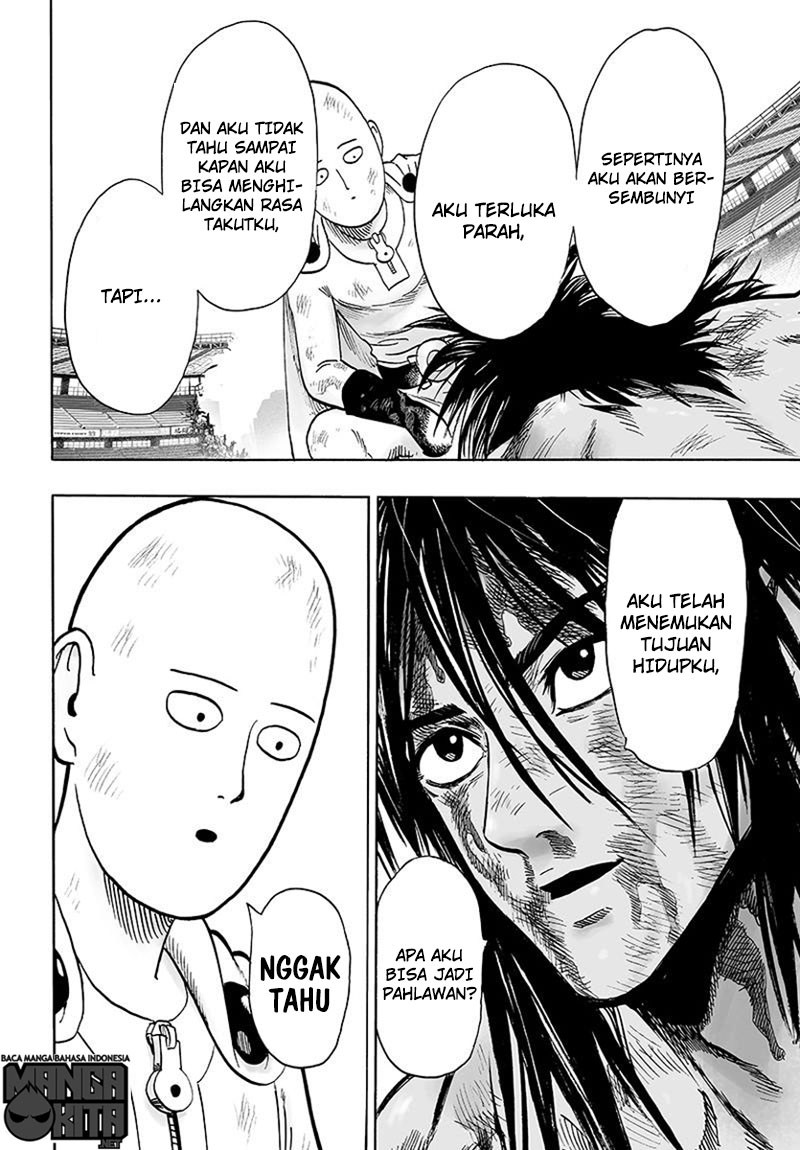 SEPERTINYA
AKU AKAN BER-
SEMBUNYI
AKU TERLUKA
PARAH,
DAN AKU TIDAK
TAHU SAMPAI
KAPAN AKU
BISA MENGHI-
LANGKAN RASA
TAKUTKU,
TAPI...
AKU TELAH
MENEMUKAN
TUJUAN
HIDUPKU,
APA AKU
BISA JADI
PAHLAWAN?
NGGAK
TAHU
BACA MANGA BAHASA INDONESIA
MANGA
KITA
.NET